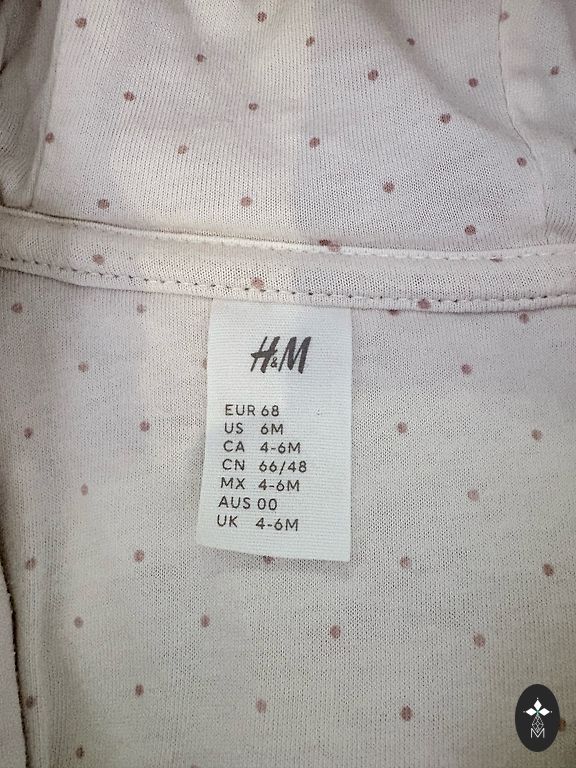 H&M
EUR 68
US 6M
CA 4-6M
CN 66/48
MX 4-6M
AUS 00
UK 4-6M
M